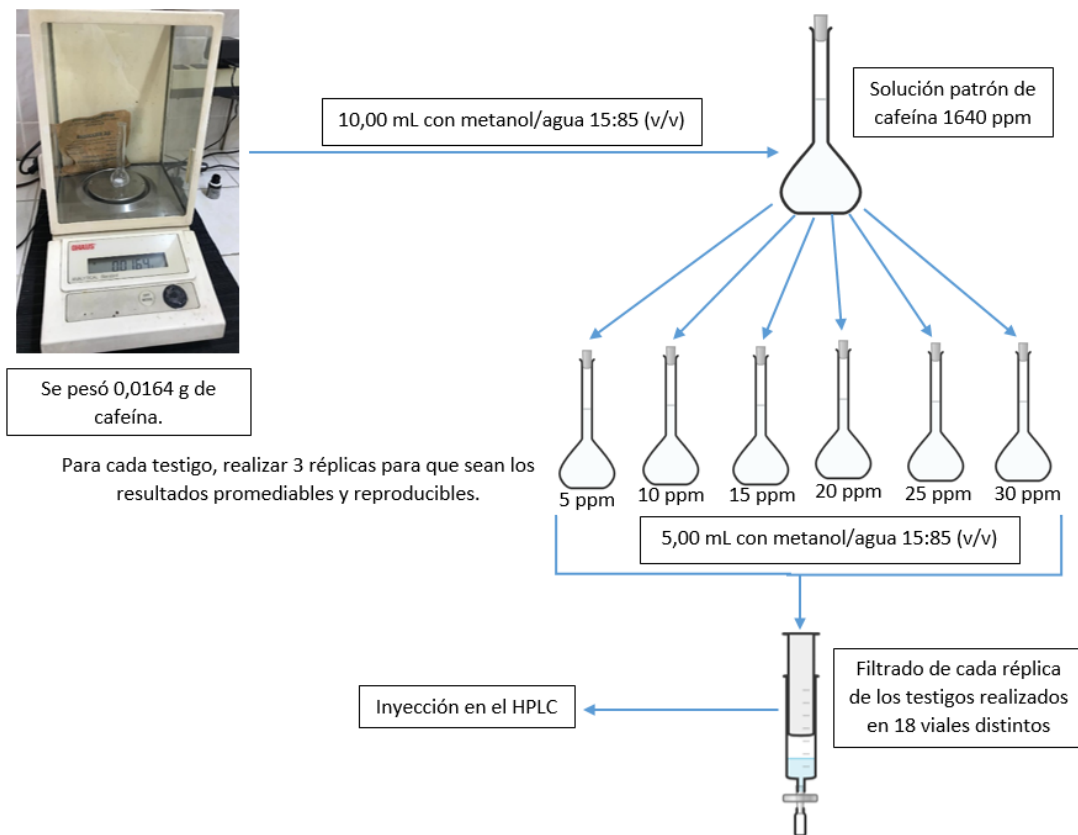 10,00 mL con metanol/agua 15:85 (v/v)
Solución patrón de
cafeína 1640 ppm
OHAUS
0.0164
Se pesó 0,0164 g de
cafeína.
Para cada testigo, realizar 3 réplicas para que sean los
resultados promediables y reproducibles.
5 ppm
10 ppm
15 ppm
20 ppm
25 ppm
30 ppm
5,00 mL con metanol/agua 15:85 (v/v)
Filtrado de cada réplica
de los testigos realizados
en 18 viales distintos
Inyección en el HPLC